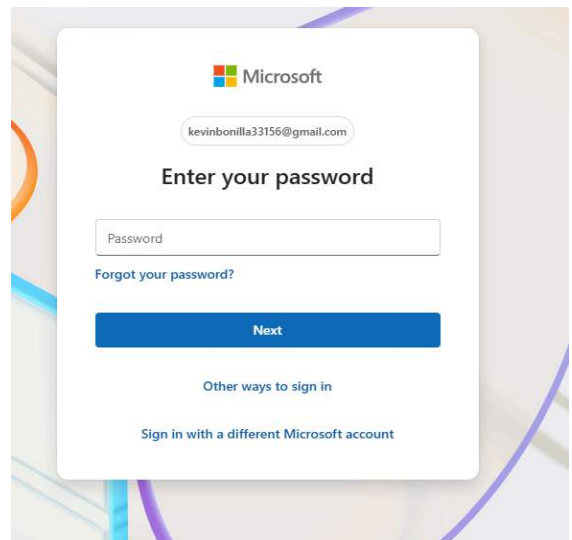 Microsoft
kevinbonilla33156@gmail.com
Enter your password
Password
Forgot your password?
Next
Other ways to sign in
Sign in with a different Microsoft account